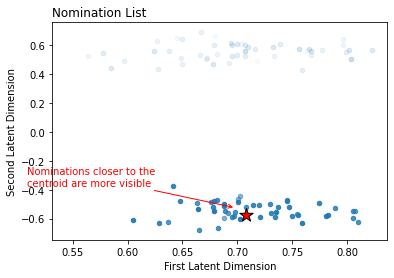 Nomination List
0.6
0.4
0.2
0.0
−0.2
−0.4
−0.6
Second Latent Dimension
Nominations closer to the
centroid are more visible
0.55 0.60 0.65 0.70 0.75 0.80
First Latent Dimension